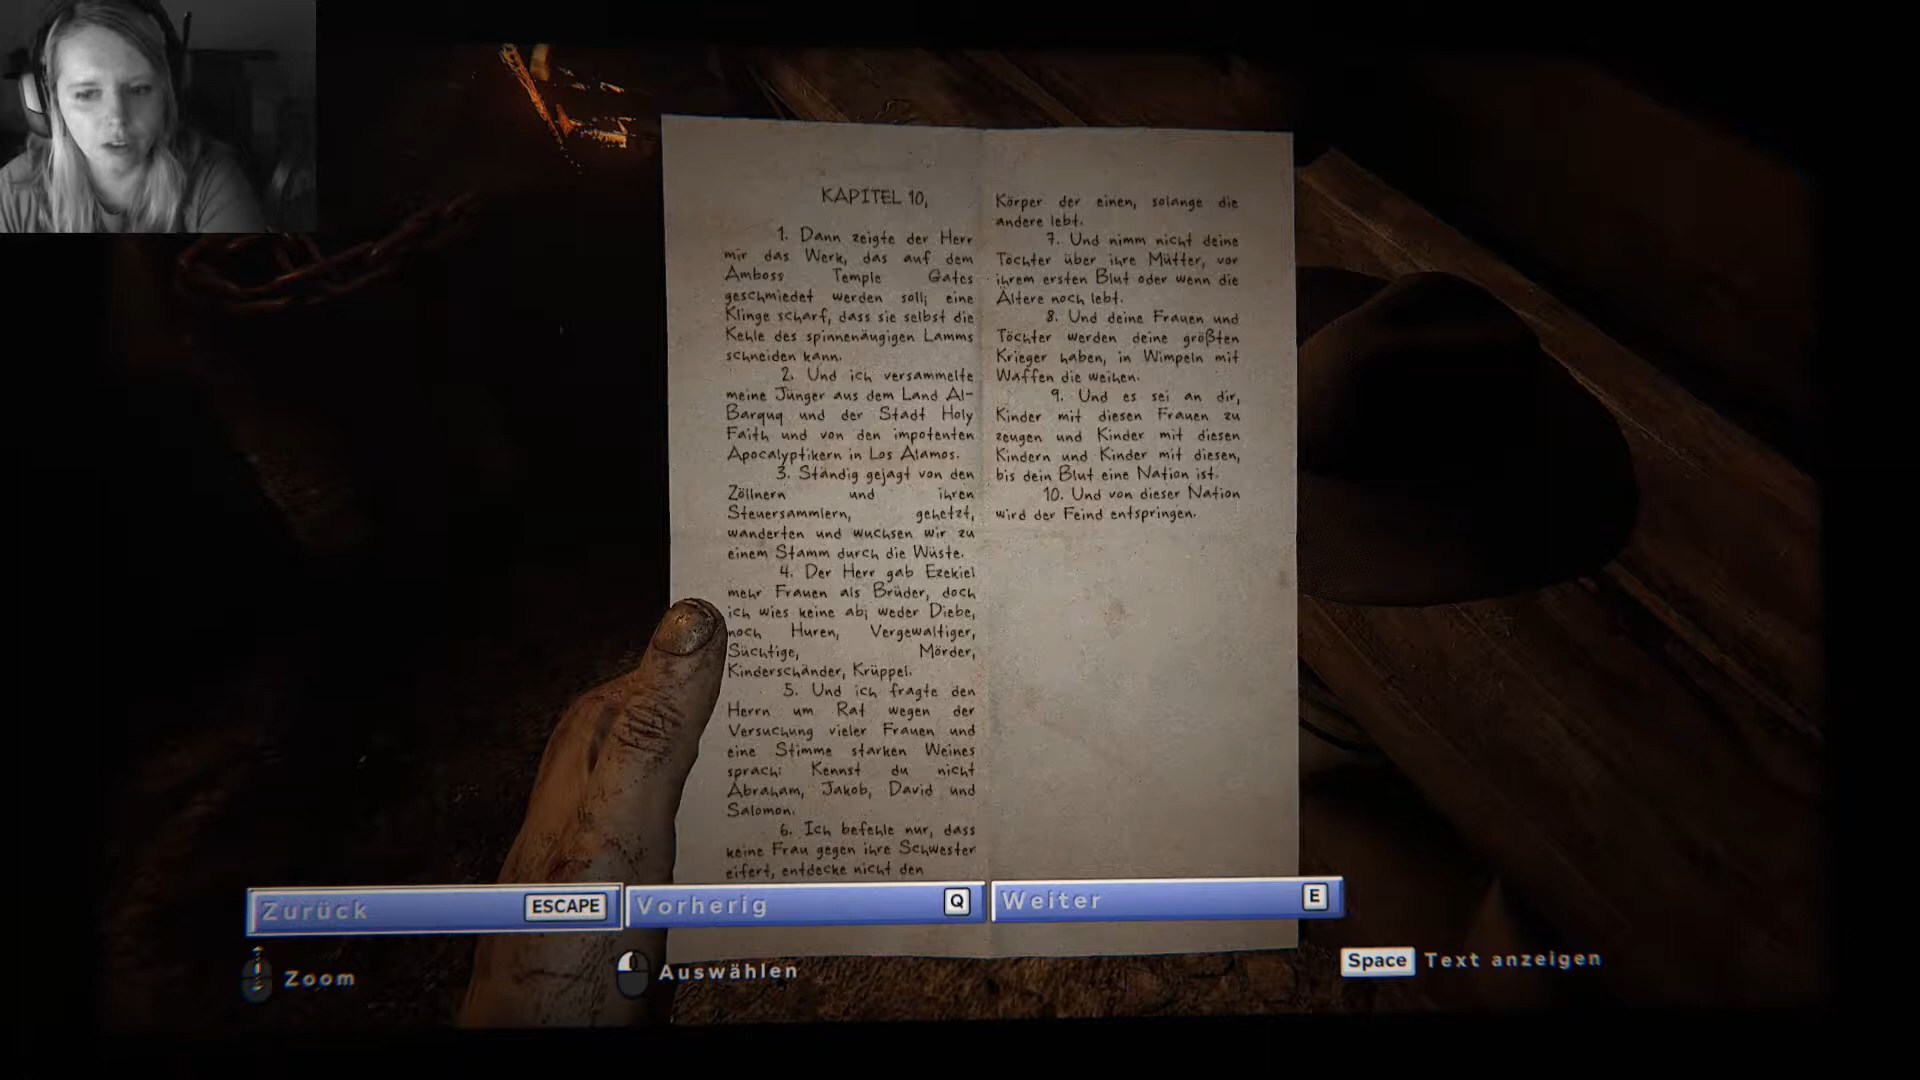 KAPITEL 10,
1. Dann zeigte der Herr
mir das Werk, das auf dem
Amboss Temple Gates
geschmiedet werden soll; eine
Klinge scharf, dass sie selbst die
Kehle des spinnenäugigen Lamms
schneiden kann.
2. Und ich versammelte
meine Jünger aus dem Land Al-
Barquq und der Stadt Holy
Faith und von den impotenten
Apocalyptikern in Los Alamos.
3. Ständig gejagt von den
Zöllnern und ihren
Steuersammlern, gehetzt,
wanderten und wuchsen wir zu
einem Stamm durch die Wüste.
4. Der Herr gab Ezekiel
mehr Frauen als Brüder, doch
ich wies keine ab; weder Diebe,
noch Huren, Vergewaltiger,
Süchtige, Mörder,
Kinderschänder, Krüppel.
5. Und ich fragte den
Herrn um Rat wegen der
Versuchung vieler Frauen und
eine Stimme starken Weines
sprach: Kennst du nicht
Abraham, Jakob, David und
Salomon.
6. Ich befehle nur, dass
keine Frau gegen ihre Schwester
eifert, entdecke nicht den
Körper der einen, solange die
andere lebt.
7. Und nimm nicht deine
Töchter über ihre Mütter, vor
ihrem ersten Blut oder wenn die
Ältere noch lebt.
8. Und deine Frauen und
Töchter werden deine größten
Krieger haben, in Wimpeln mit
Waffen die weihen.
9. Und es sei an dir,
Kinder mit diesen Frauen zu
zeugen und Kinder mit diesen
Kindern und Kinder mit diesen,
bis dein Blut eine Nation ist.
10. Und von dieser Nation
wird der Feind entspringen.
Zurück ESCAPE Vorherig Q Weiter E
Zoom Auswählen Space Text anzeigen